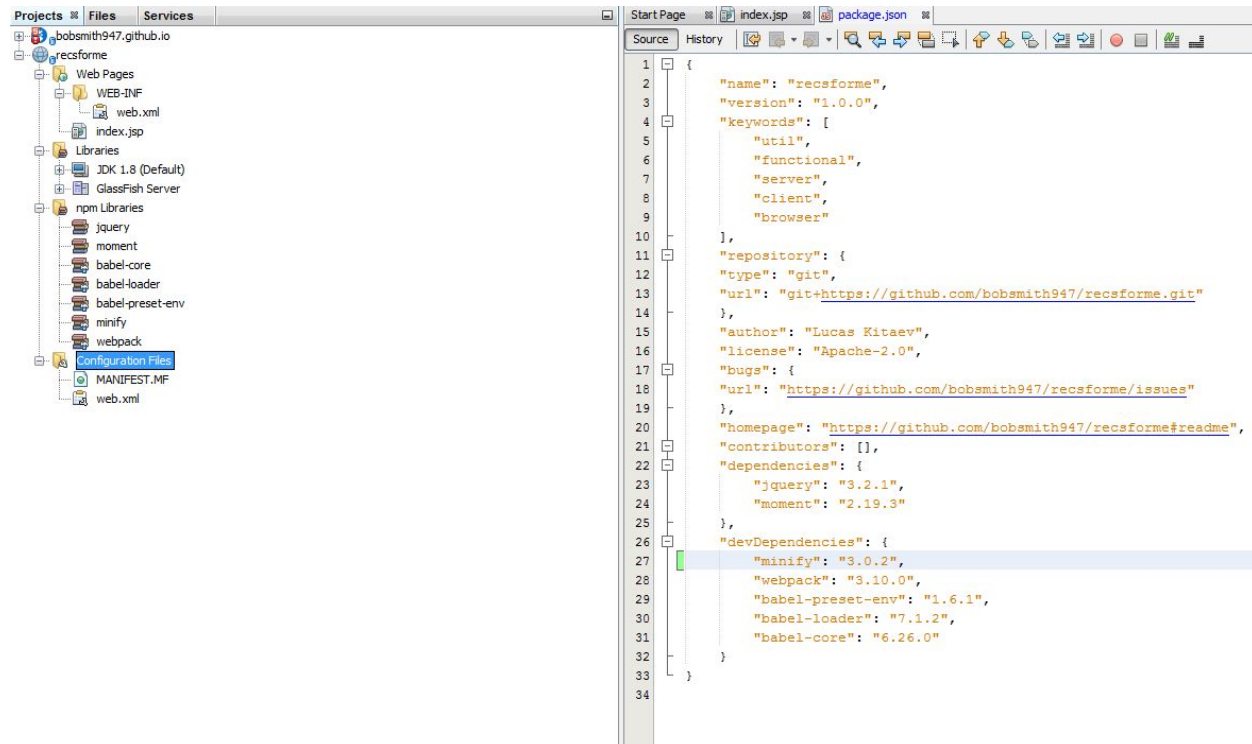 Projects Files Services
bobsmith947.github.io
recsforme
Web Pages
WEB-INF
web.xml
index.jsp
Libraries
JDK 1.8 (Default)
GlassFish Server
npm Libraries
jquery
moment
babel-core
babel-loader
babel-preset-env
minify
webpack
Configuration Files
MANIFEST.MF
web.xml
Start Page index.jsp package.json
Source History
1 {
2 "name": "recsforme",
3 "version": "1.0.0",
4 "keywords": [
5 "util",
6 "functional",
7 "server",
8 "client",
9 "browser"
10 ],
11 "repository": {
12 "type": "git",
13 "url": "git+https://github.com/bobsmith947/recsforme.git"
14 },
15 "author": "Lucas Kitaev",
16 "license": "Apache-2.0",
17 "bugs": {
18 "url": "https://github.com/bobsmith947/recsforme/issues"
19 },
20 "homepage": "https://github.com/bobsmith947/recsforme#readme",
21 "contributors": [],
22 "dependencies": {
23 "jquery": "3.2.1",
24 "moment": "2.19.3"
25 },
26 "devDependencies": {
27 "minify": "3.0.2",
28 "webpack": "3.10.0",
29 "babel-preset-env": "1.6.1",
30 "babel-loader": "7.1.2",
31 "babel-core": "6.26.0"
32 }
33 }
34